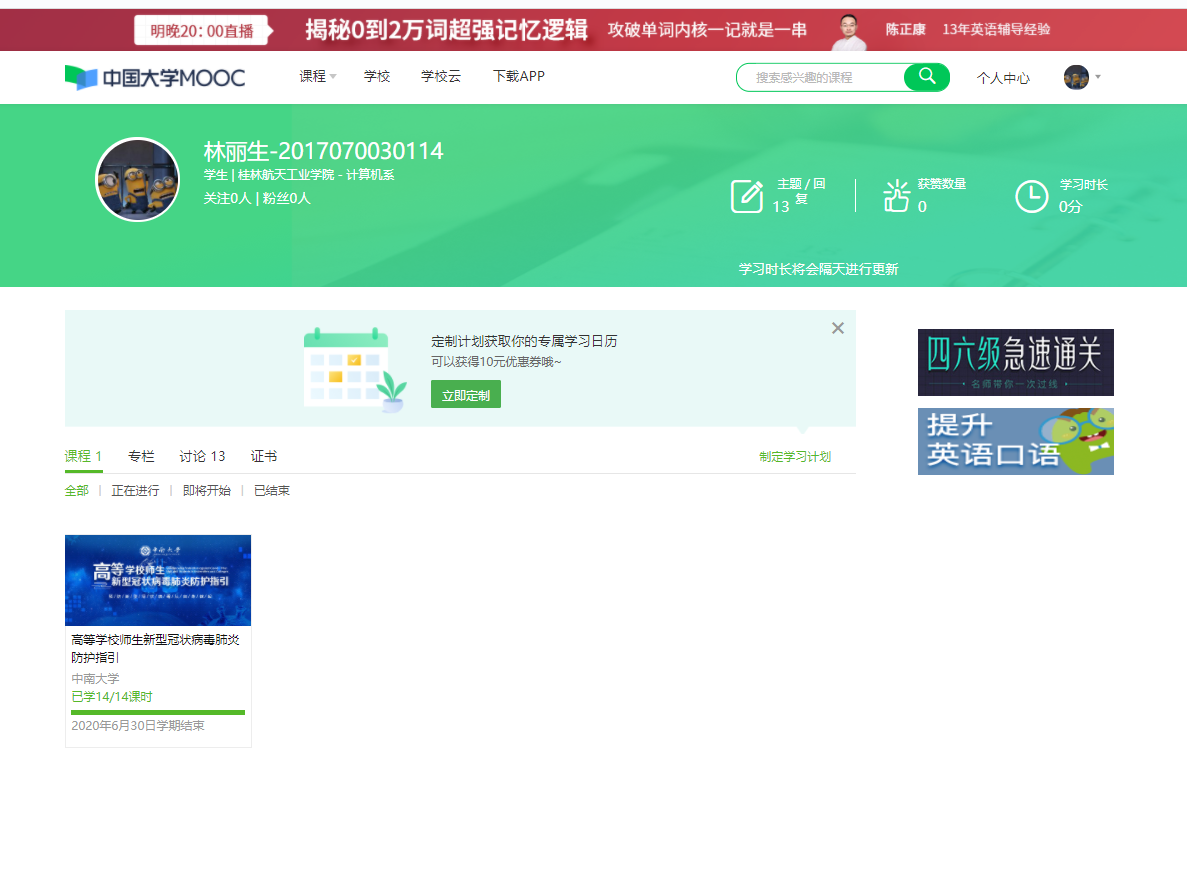 明晚20：00直播
揭秘0到2万词超强记忆逻辑
攻破单词内核一记就是一串
陈正康
13年英语辅导经验
中国大学MOOC
课程
学校
学校云
下载APP
搜索感兴趣的课程
个人中心
林丽生-2017070030114
学生 | 桂林航天工业学院 - 计算机系
关注0人 | 粉丝0人
主题 / 回
复
13
获赞数量
0
学习时长
0分
学习时长将会隔天进行更新
定制计划获取你的专属学习日历
可以获得10元优惠券哦~
立即定制
四六级急速通关
·名师带你一次过线·
提升
英语口语
课程 1
专栏
讨论 13
证书
制定学习计划
全部 | 正在进行 | 即将开始 | 已结束
中南大学
高等学校师生
新型冠状病毒肺炎防护指引
高等学校师生新型冠状病毒肺炎
防护指引
中南大学
已学14/14课时
2020年6月30日学期结束